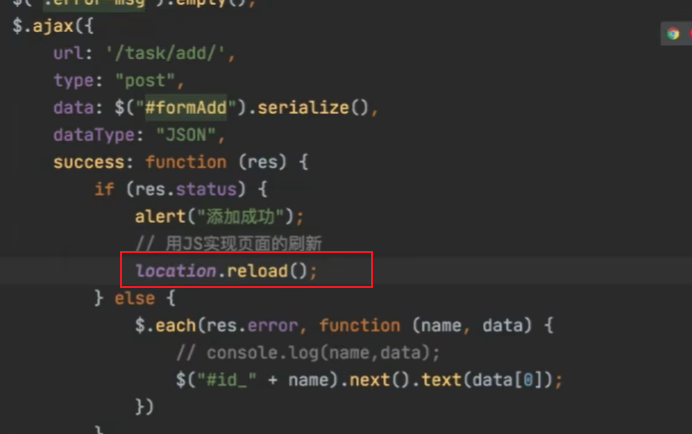 $(".error-msg").empty();
$.ajax({
url: '/task/add/',
type: "post",
data: $("#formAdd").serialize(),
dataType: "JSON",
success: function (res) {
if (res.status) {
alert("添加成功");
// 用JS实现页面的刷新
location.reload();
} else {
$.each(res.error, function (name, data) {
// console.log(name,data);
$("#id_" + name).next().text(data[0]);
})
}